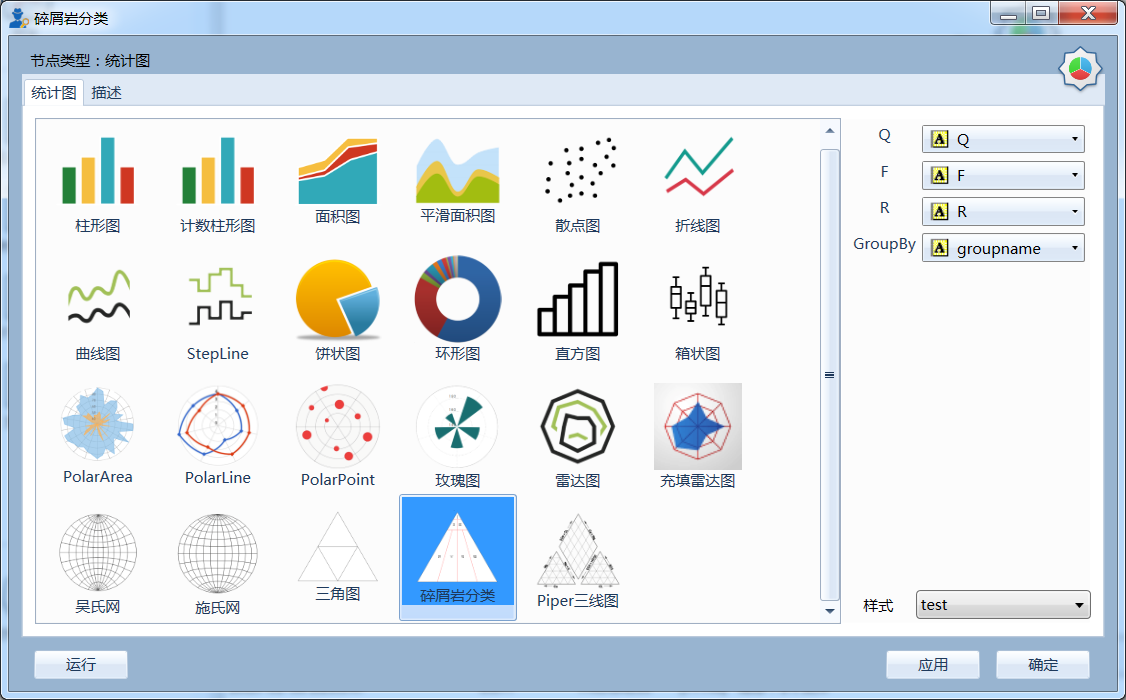 碎屑岩分类
节点类型：统计图
统计图 描述
柱形图 计数柱形图 面积图 平滑面积图 散点图 折线图
曲线图 StepLine 饼状图 环形图 直方图 箱状图
PolarArea PolarLine PolarPoint 玫瑰图 雷达图 充填雷达图
吴氏网 施氏网 三角图 碎屑岩分类 Piper三线图
Q A Q
F A F
R A R
GroupBy A groupname
样式 test
运行 应用 确定